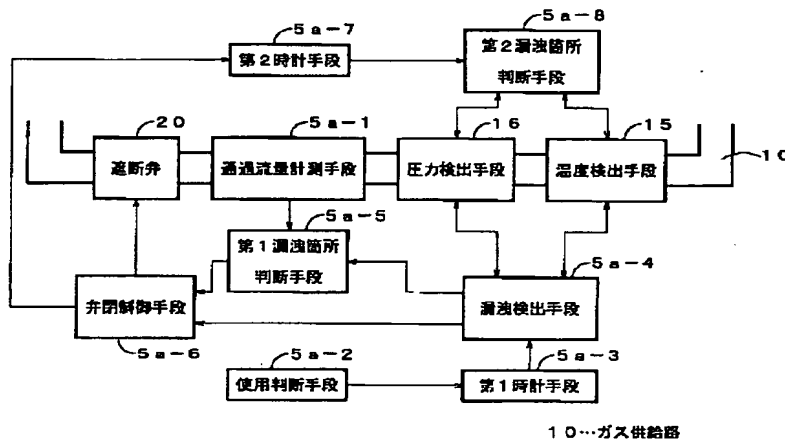 5a-7
5a-8
第2時計手段
第2漏洩箇所
判断手段
20
5a-1
16
15
遮断弁
通過流量計測手段
圧力検出手段
温度検出手段
10
5a-5
第1漏洩箇所
判断手段
5a-4
弁閉制御手段
漏洩検出手段
5a-6
5a-2
5a-3
使用判断手段
第1時計手段
10…ガス供給路